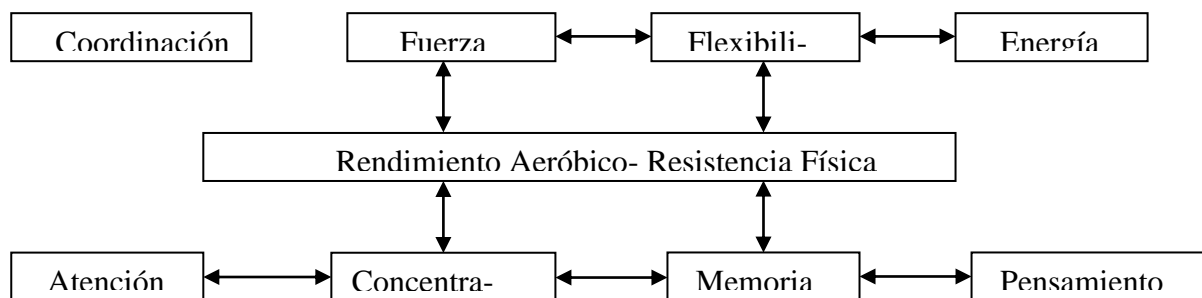 Coordinación Fuerza Flexibili- Energía
Rendimiento Aeróbico- Resistencia Física
Atención Concentra- Memoria Pensamiento